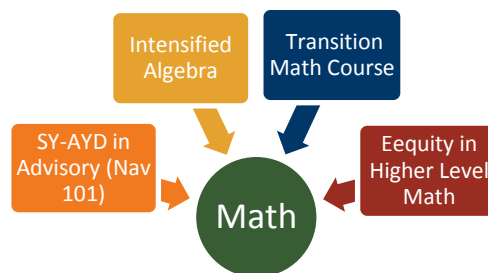 Intensified
Algebra
Transition
Math Course
SY-AYD in
Advisory (Nav
101)
Eequity in
Higher Level
Math
Math